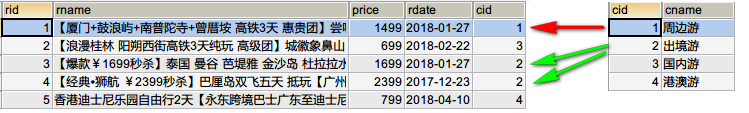 rid rname price rdate cid
1 【厦门+鼓浪屿+南普陀寺+曾厝垵 高铁3天 惠贵团】尝 1499 2018-01-27 1
2 【浪漫桂林 阳朔西街高铁3天纯玩 高级团】城徽象鼻山 699 2018-02-22 3
3 【爆款¥1699秒杀】泰国 曼谷 芭堤雅 金沙岛 杜拉拉水 1699 2018-01-27 2
4 【经典•狮航 ¥2399秒杀】巴厘岛双飞五天 抵玩【广州 2399 2017-12-23 2
5 香港迪士尼乐园自由行2天【永东跨境巴士广东至迪士尼 799 2018-04-10 4
cid cname
1 周边游
2 出境游
3 国内游
4 港澳游